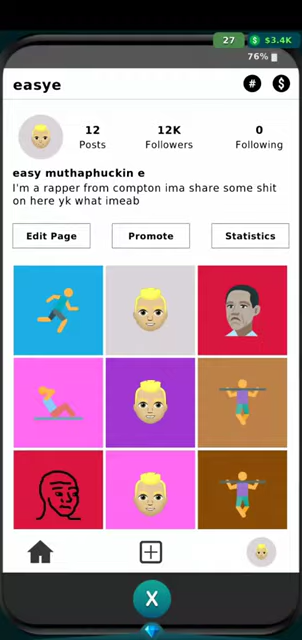 27 $ $3.4K
76%
easye # $
12 12K 0
Posts Followers Following
easy muthaphuckin e
I'm a rapper from compton ima share some shit
on here yk what imeab
Edit Page Promote Statistics
X